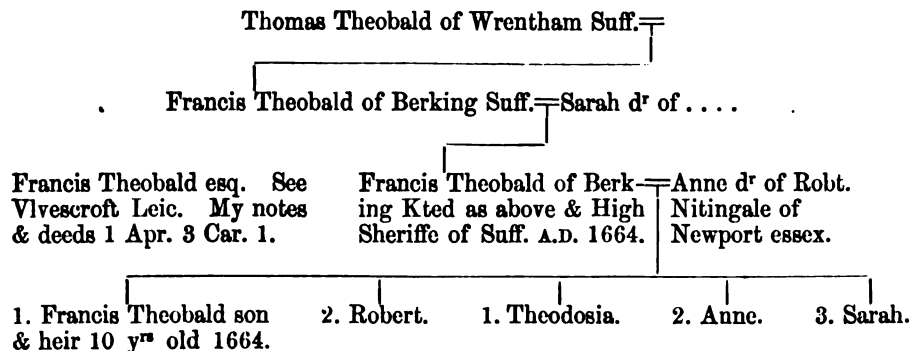 Thomas Theobald of Wrentham Suff.
Francis Theobald of Berking Suff.=Sarah dr of ....
Francis Theobald esq. See
Vlvescroft Leic. My notes
& deeds 1 Apr. 3 Car. 1.
Francis Theobald of Berk-
ing Kted as above & High
Sheriffe of Suff. A.D. 1664.
=Anne dr of Robt.
Nitingale of
Newport essex.
1. Francis Theobald son
& heir 10 yrs old 1664.
2. Robert.
1. Theodosia.
2. Anne.
3. Sarah.